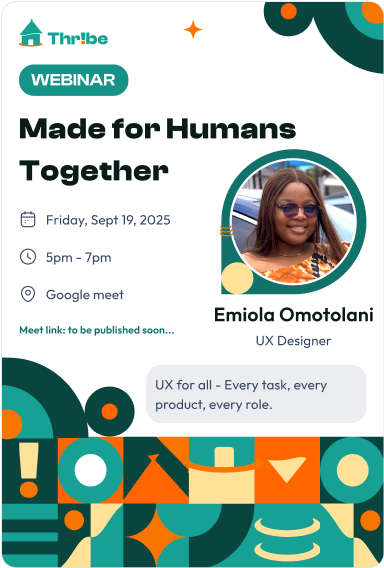 Thr!be
WEBINAR
Made for Humans
Together
Friday, Sept 19, 2025
5pm - 7pm
Google meet
Meet link: to be published soon...
Emiola Omotolani
UX Designer
UX for all - Every task, every
product, every role.